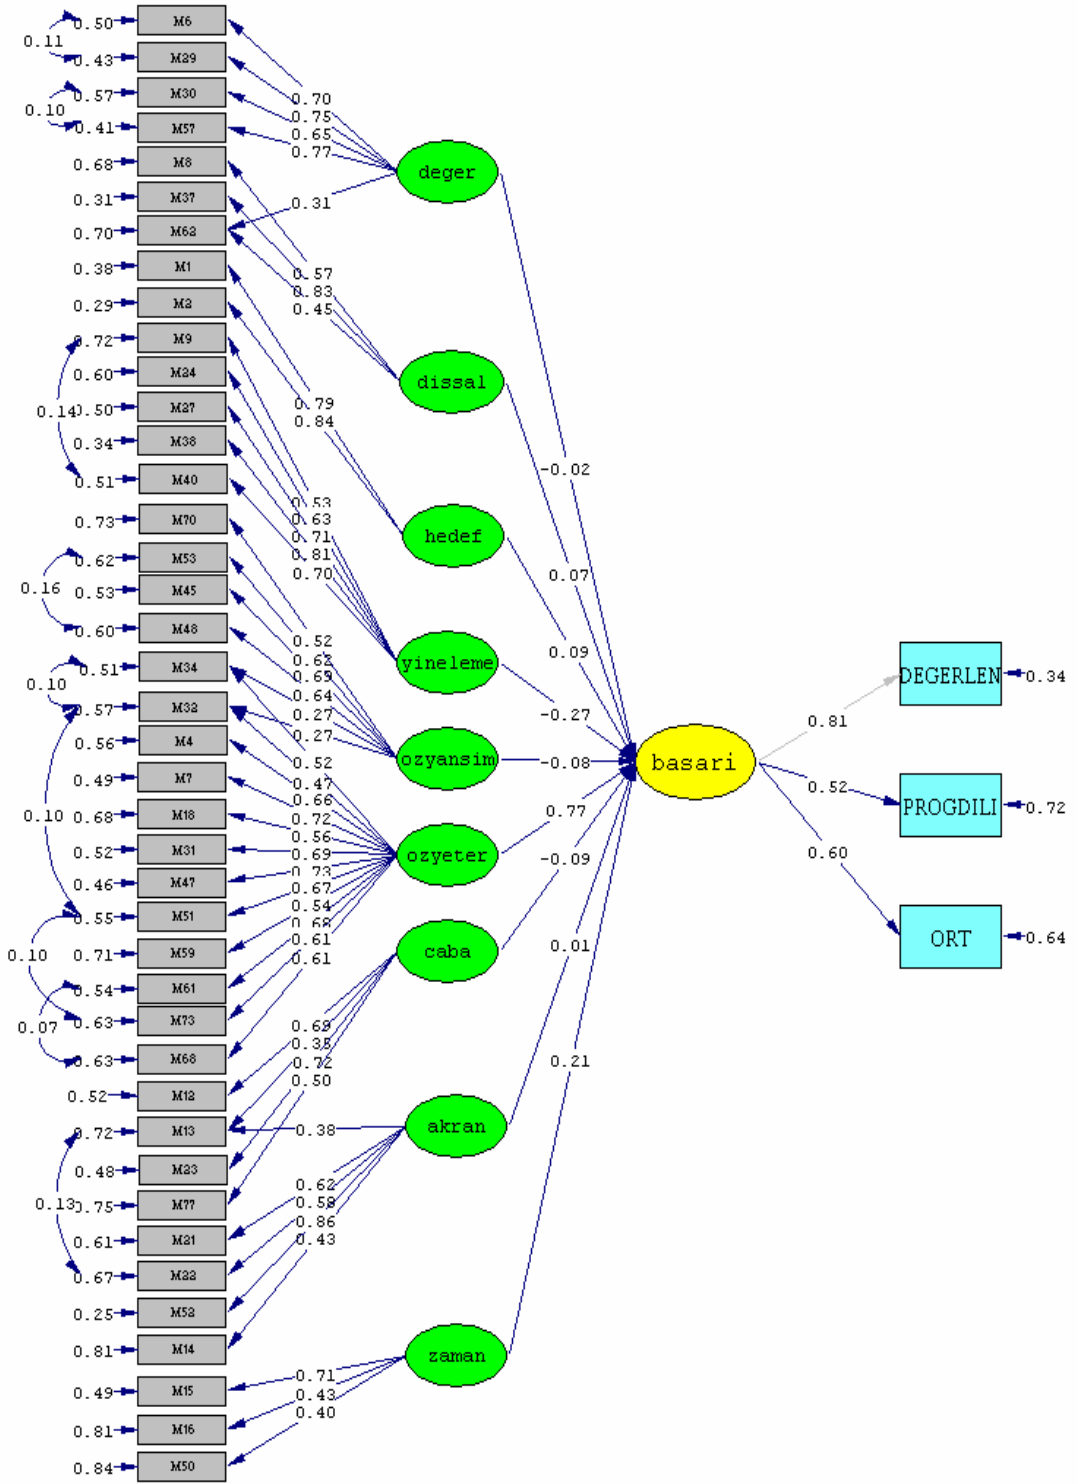 0.50 M6
0.11
0.43 M29
0.57 M30
0.70
0.75
0.10
0.41 M57
0.65
0.77
0.68 M8
deger
0.31 M37
0.31
0.70 M62
0.38 M1
0.57
0.83
0.45
0.29 M2
0.72 M9
0.60 M24
dissal
0.14
0.50 M27
0.79
0.84
0.34 M38
-0.02
0.51 M40
0.53
0.63
0.71
0.81
0.70
0.73 M70
hedef
0.62 M53
0.07
0.16
0.53 M45
0.60 M48
0.52
0.62
0.69
0.64
0.27
0.27
0.09
0.51 M34
yineleme
DEGERLEN 0.34
0.10
0.57 M32
-0.27
0.81
0.56 M4
ozyansim
-0.08
basari
0.49 M7
0.52
0.47
0.66
0.72
0.56
0.69
0.73
0.67
0.54
0.68
0.61
0.61
0.52
PROGDILI 0.72
0.10
0.68 M18
0.77
0.52 M31
ozyeter
-0.09
0.60
0.46 M47
0.55 M51
0.10
0.71 M59
caba
0.01
ORT 0.64
0.54 M61
0.07
0.63 M73
0.69
0.35
0.72
0.50
0.63 M68
0.21
0.52 M12
0.72 M13
0.38
akran
0.48 M23
0.13
0.75 M77
0.62
0.58
0.86
0.43
0.61 M21
0.67 M22
0.25 M52
0.81 M14
zaman
0.49 M15
0.71
0.43
0.40
0.81 M16
0.84 M50